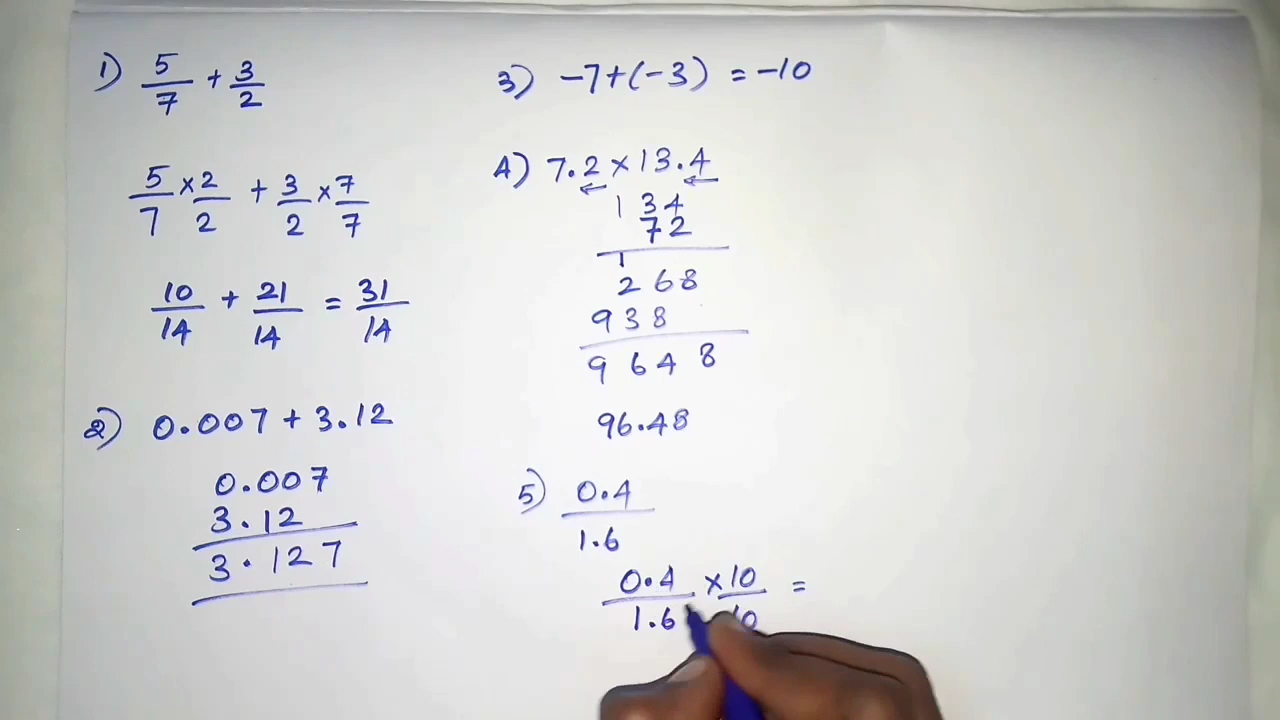 1) 5/7 + 3/2
5/7 × 2/2 + 3/2 × 7/7
10/14 + 21/14 = 31/14
2) 0.007 + 3.12
0.007
3.12
3.127
3) -7+(-3) = -10
4) 7.2 × 13.4
134
72
1
268
938
9648
96.48
5) 0.4/1.6
0.4/1.6 × 10/10 =